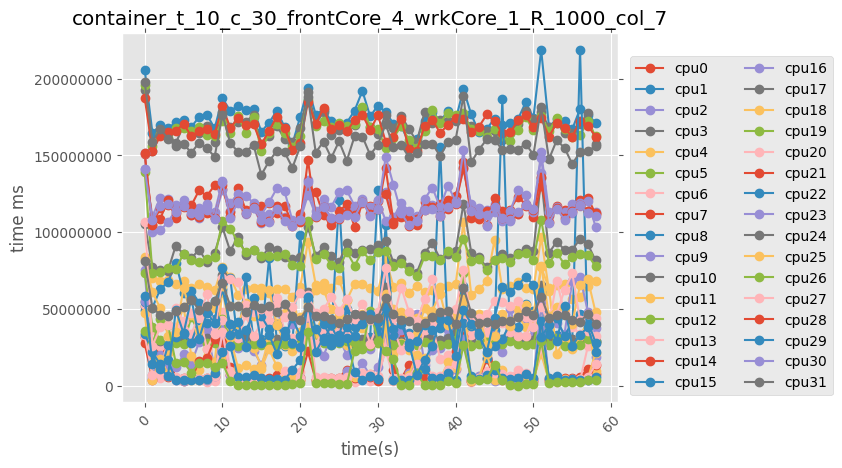 container_t_10_c_30_frontCore_4_wrkCore_1_R_1000_col_7
time ms
200000000
150000000
100000000
50000000
0
0
10
20
30
40
50
60
time(s)
cpu0
cpu1
cpu2
cpu3
cpu4
cpu5
cpu6
cpu7
cpu8
cpu9
cpu10
cpu11
cpu12
cpu13
cpu14
cpu15
cpu16
cpu17
cpu18
cpu19
cpu20
cpu21
cpu22
cpu23
cpu24
cpu25
cpu26
cpu27
cpu28
cpu29
cpu30
cpu31